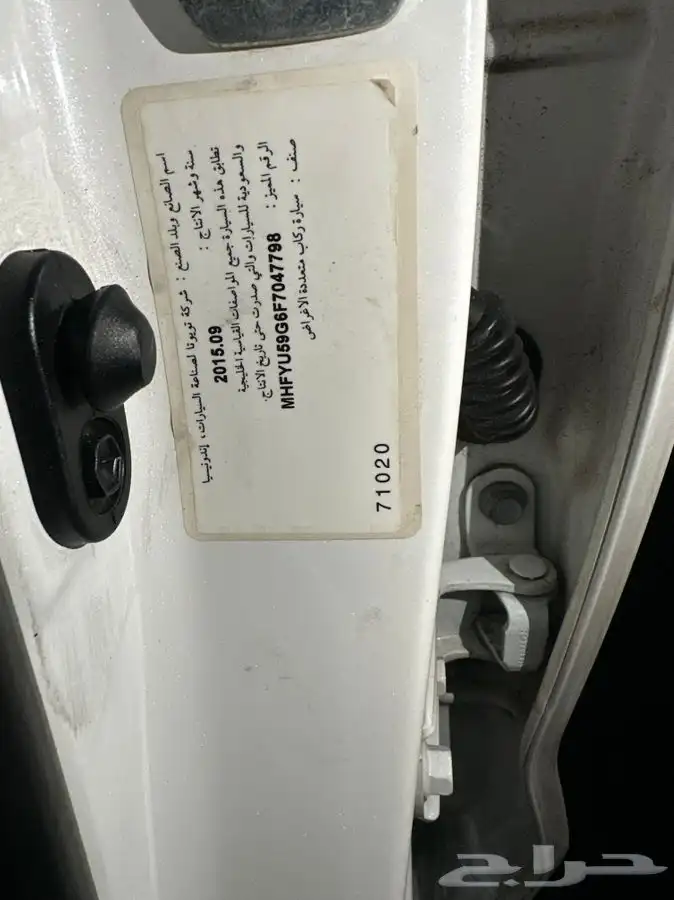 اسم الصانع وبلد الصنع : شركة تويوتا لصناعة السيارات، إندونيسيا
سنة وشهر الانتاج : 2015.09
تطابق هذه السيارة جميع المواصفات القياسية الخليجية
والسعودية للسيارات والتي صدرت حتى تاريخ الانتاج.
الرقم المميز : MHFYU59G6F7047798
صنف : سيارة ركاب متعددة الاغراض
71020
حراج